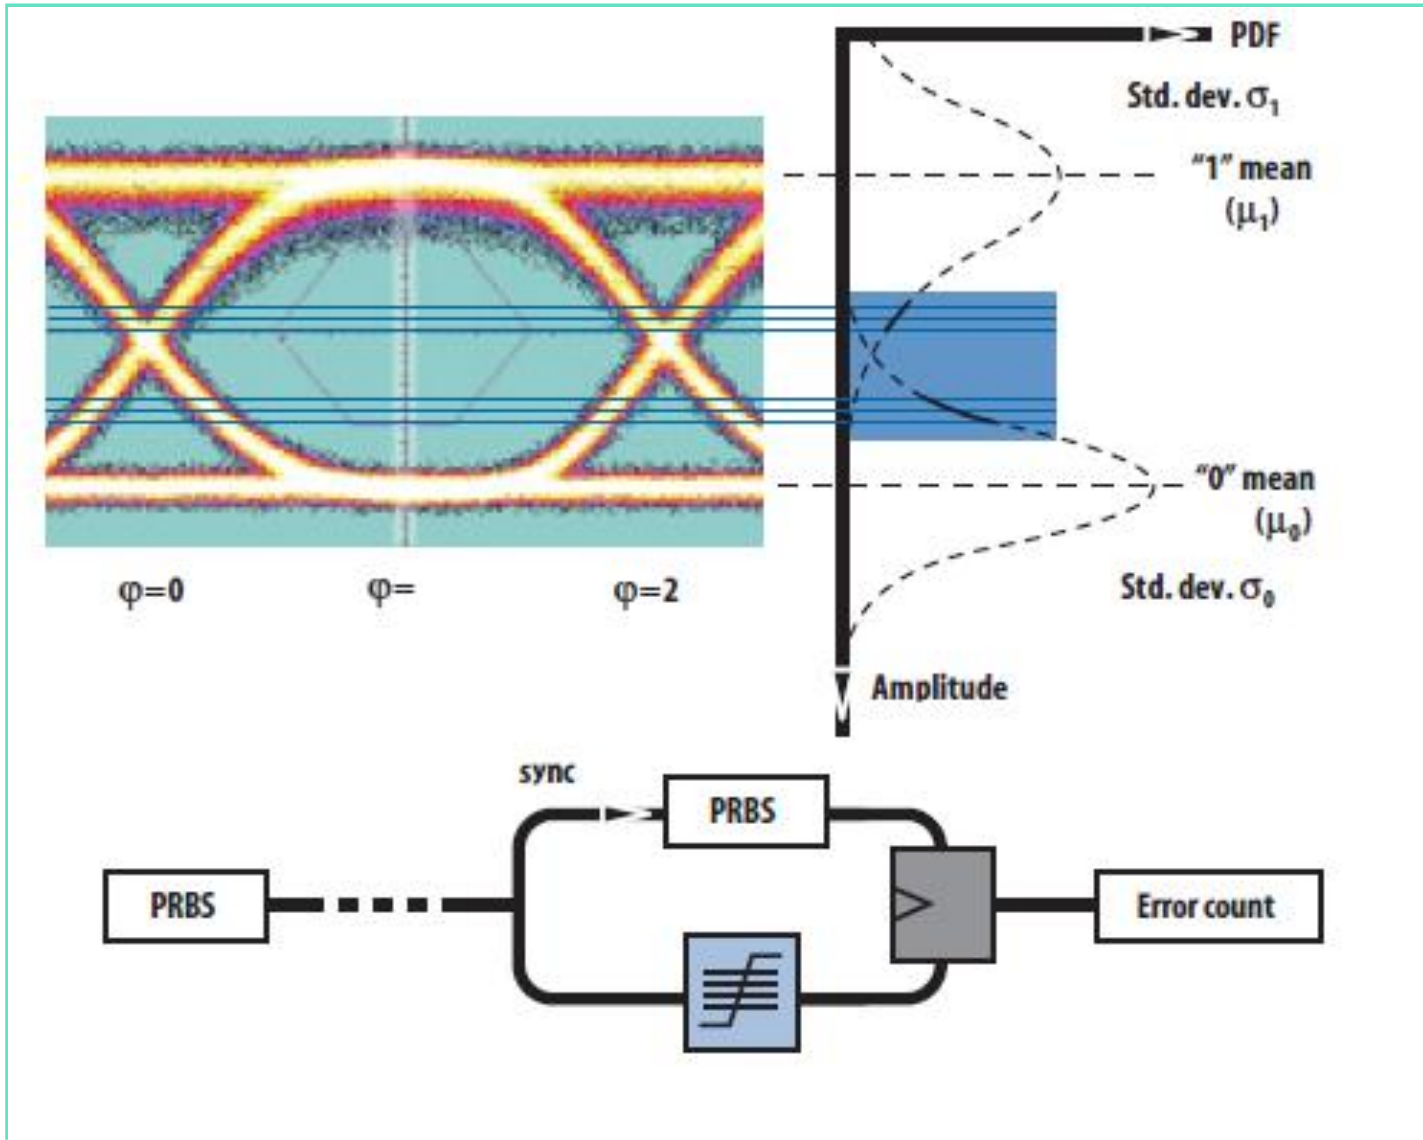 PDF
Std. dev. σ₁
“1” mean
(μ₁)
“0” mean
(μ₀)
Std. dev. σ₀
φ=0
φ=
φ=2
Amplitude
sync
PRBS
PRBS
Error count